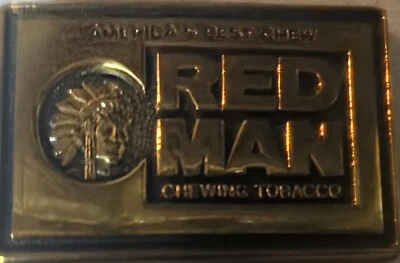 AMERICA'S BEST CHEW
RED
MAN
CHEWING TOBACCO